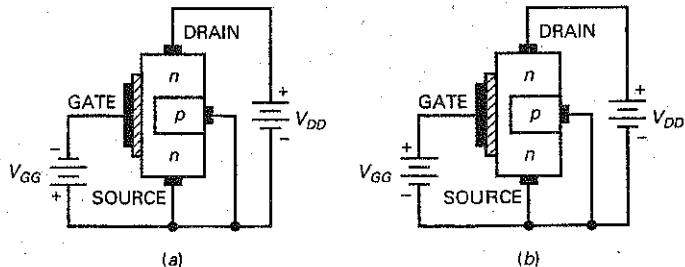 DRAIN
n
GATE
p
+
V_DD
−
n
−
V_GG
+
SOURCE
(a)
DRAIN
n
GATE
p
+
V_DD
−
n
+
V_GG
−
SOURCE
(b)